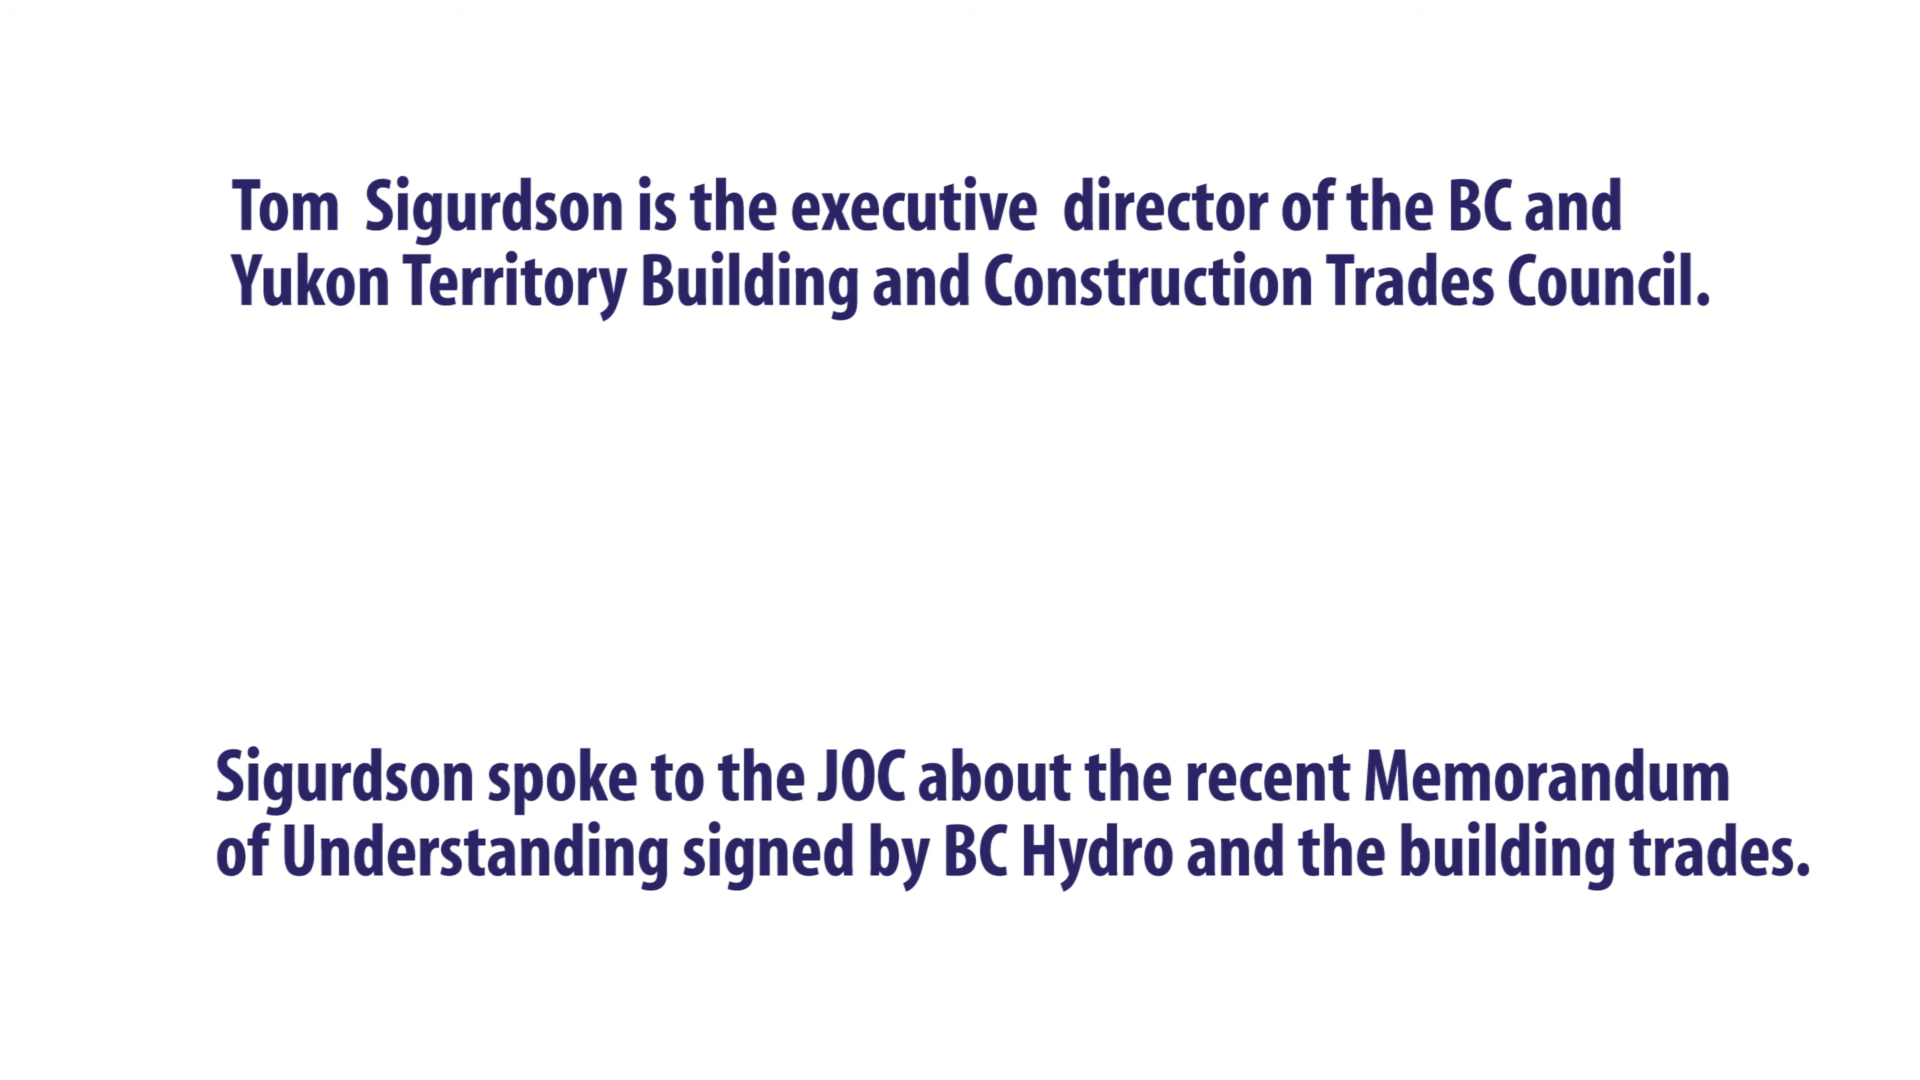 Tom  Sigurdson is the executive  director of the BC and
Yukon Territory Building and Construction Trades Council.
Sigurdson spoke to the JOC about the recent Memorandum
of Understanding signed by BC Hydro and the building trades.